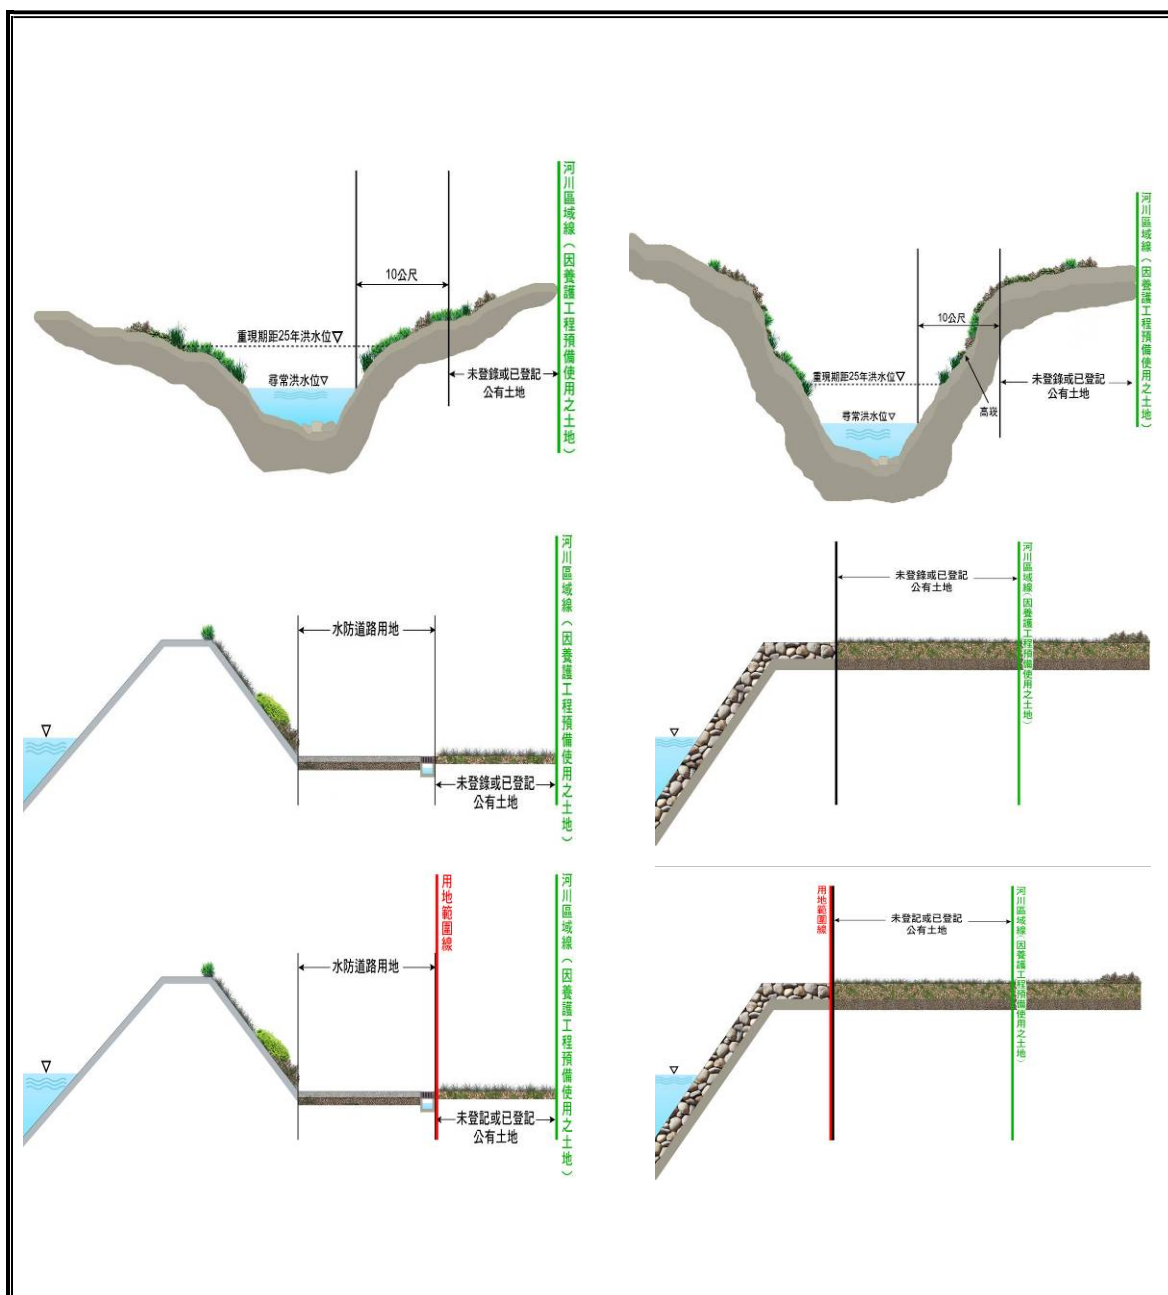 10公尺
重現期距25年洪水位▽
尋常洪水位▽
未登錄或已登記
公有土地
河川區域線（因養護工程預備使用之土地）
10公尺
重現期距25年洪水位▽
尋常洪水位▽
高崁
未登錄或已登記
公有土地
河川區域線（因養護工程預備使用之土地）
水防道路用地
未登錄或已登記
公有土地
河川區域線（因養護工程預備使用之土地）
未登錄或已登記
公有土地
河川區域線（因養護工程預備使用之土地）
用地範圍線
水防道路用地
未登記或已登記
公有土地
河川區域線（因養護工程預備使用之土地）
用地範圍線
未登記或已登記
公有土地
河川區域線（因養護工程預備使用之土地）